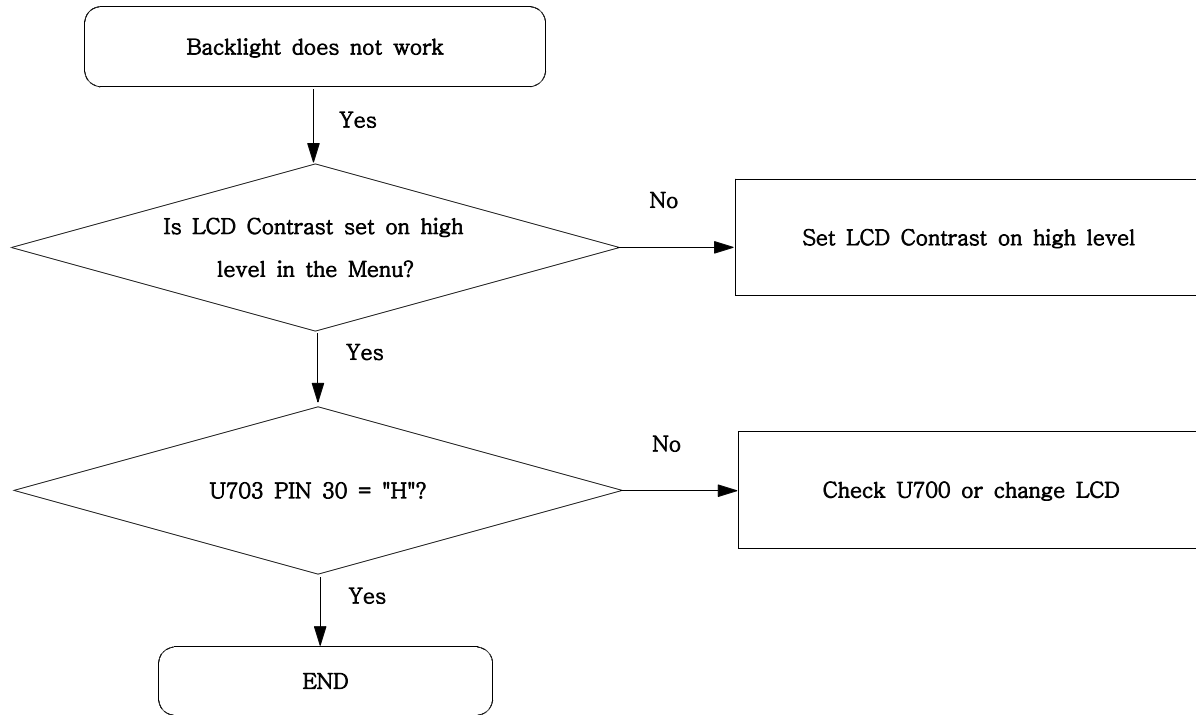 Backlight does not work
Yes
Is LCD Contrast set on high
level in the Menu?
No
Set LCD Contrast on high level
Yes
U703 PIN 30 = "H"?
No
Check U700 or change LCD
Yes
END